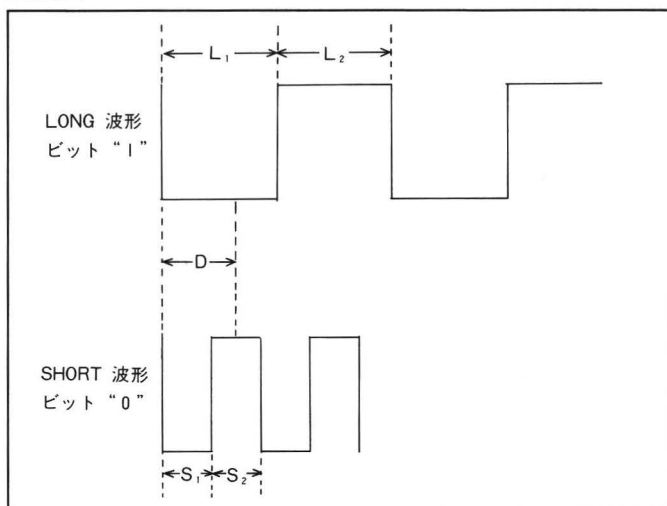 L₁
L₂
LONG 波形
ビット “1”
D
SHORT 波形
ビット “0”
S₁
S₂